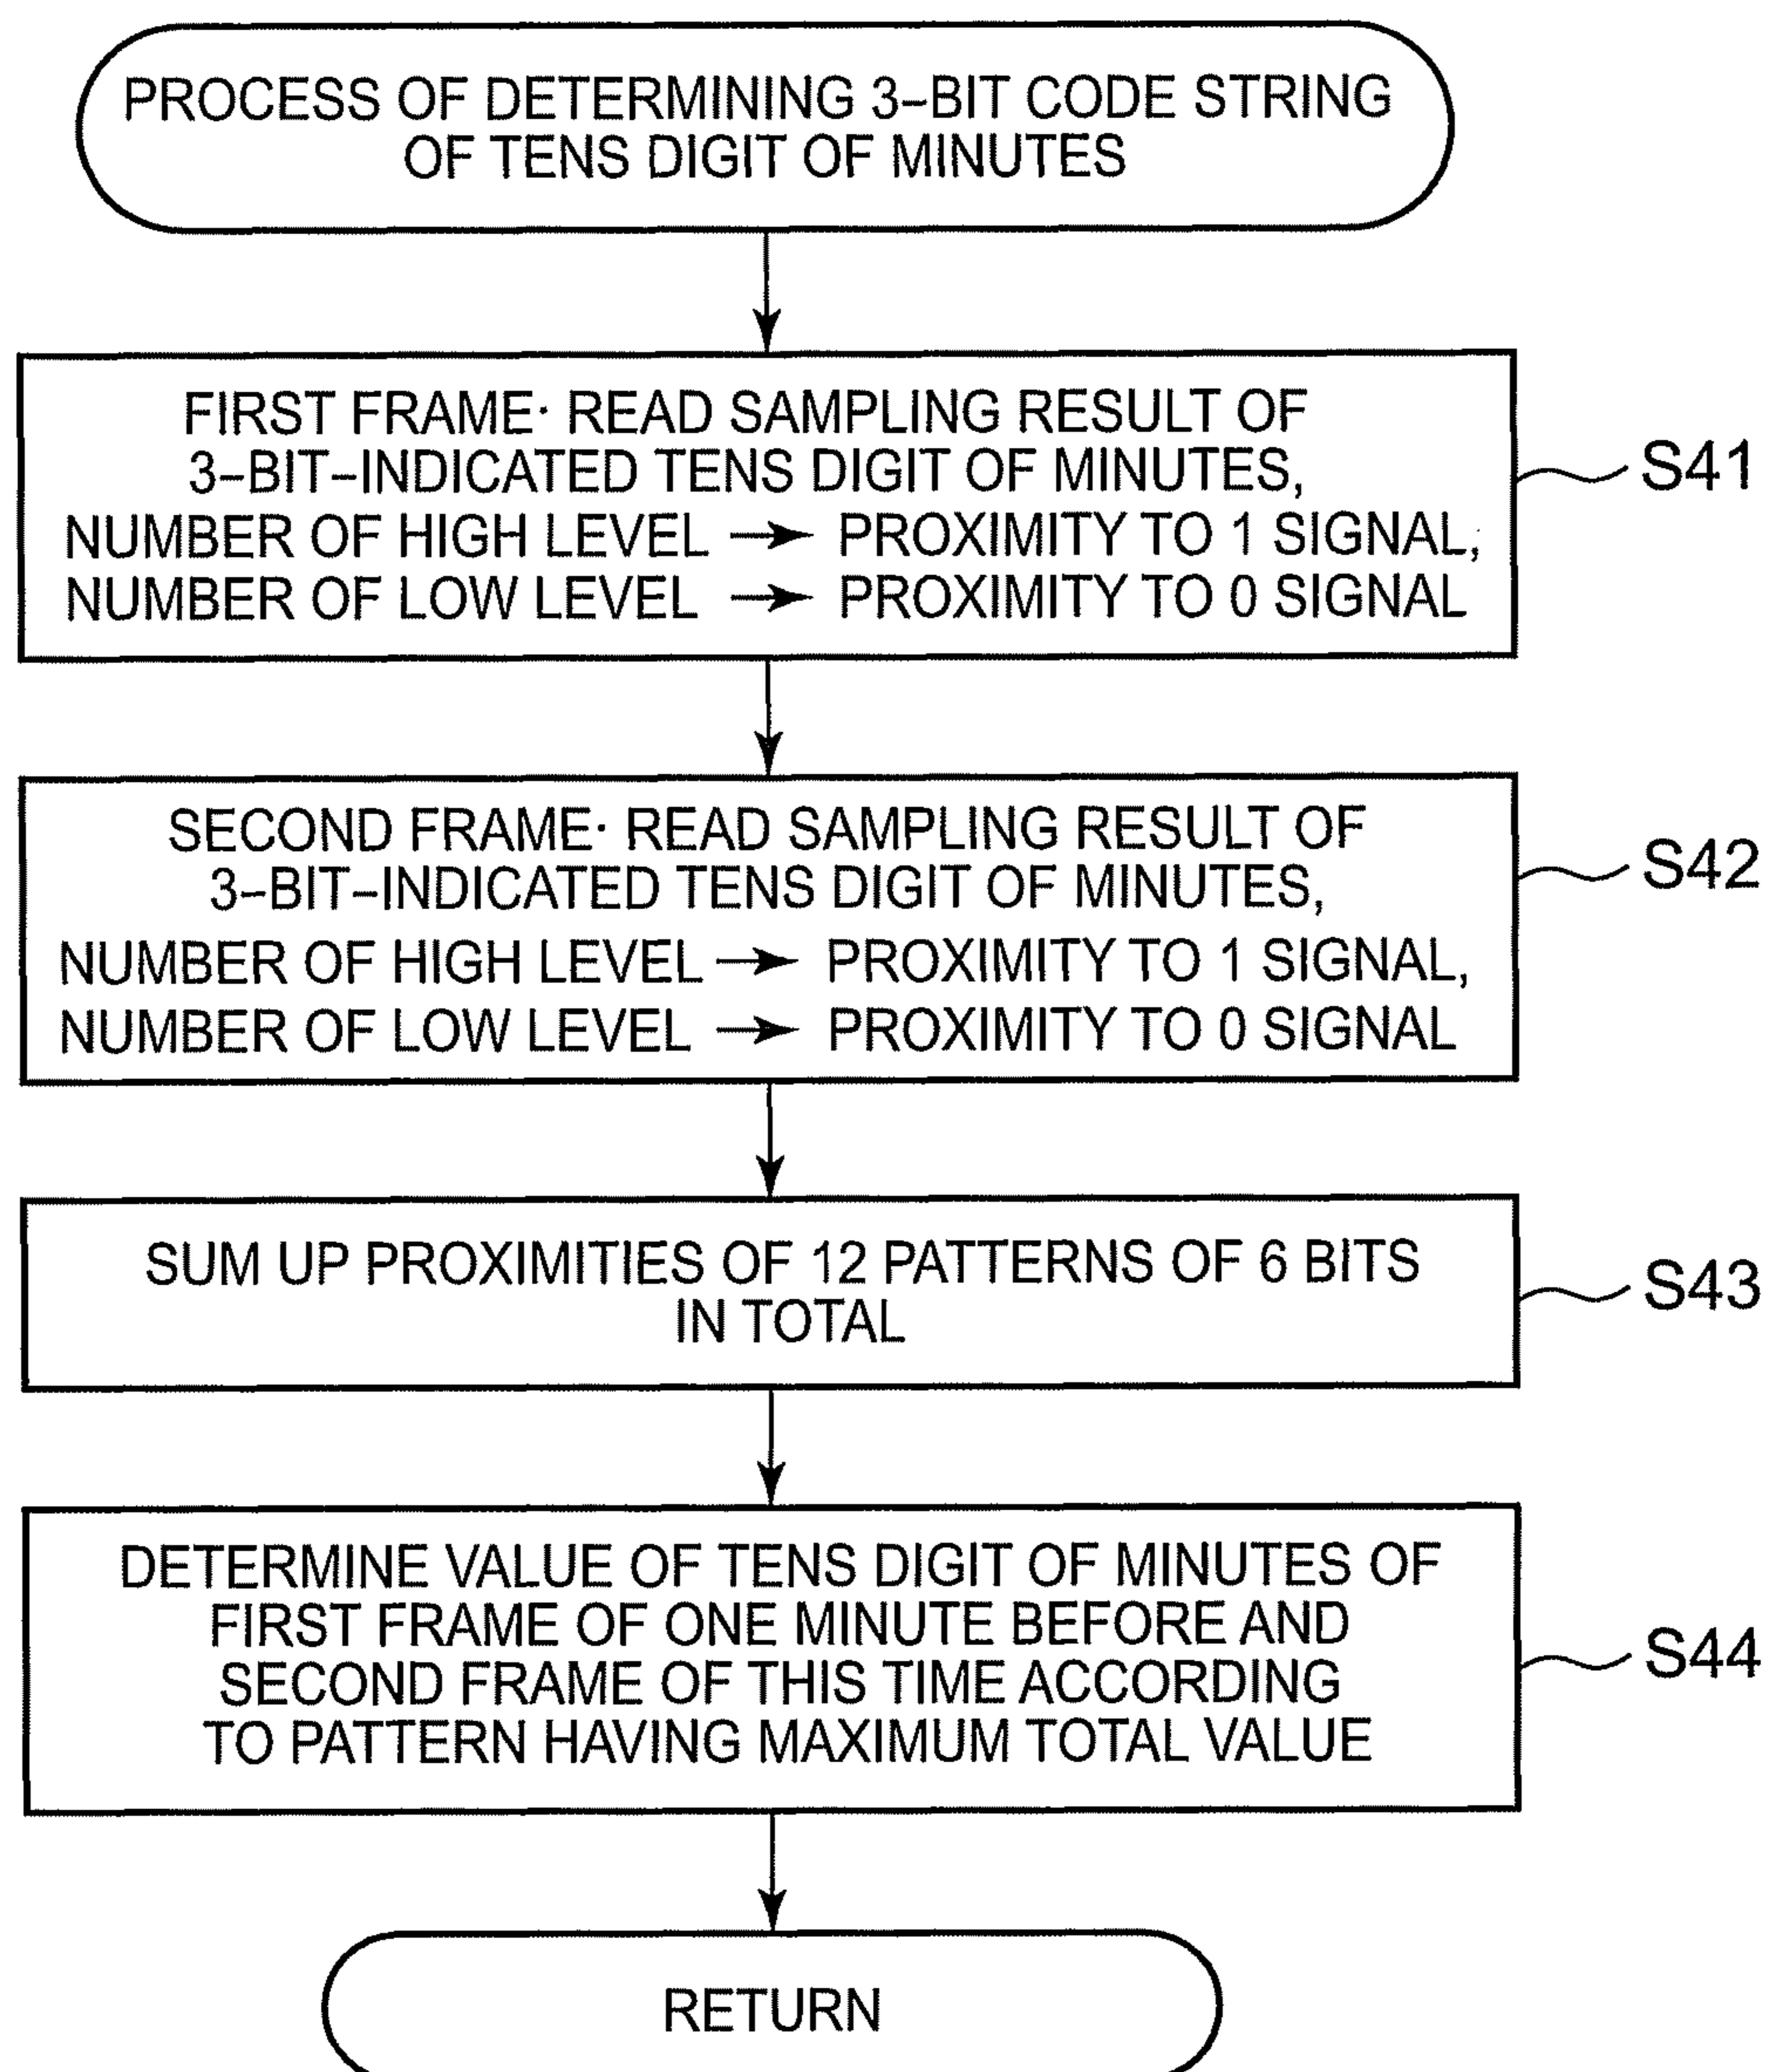 PROCESS OF DETERMINING 3-BIT CODE STRING
OF TENS DIGIT OF MINUTES
FIRST FRAME· READ SAMPLING RESULT OF
3-BIT-INDICATED TENS DIGIT OF MINUTES,
NUMBER OF HIGH LEVEL → PROXIMITY TO 1 SIGNAL,
NUMBER OF LOW LEVEL → PROXIMITY TO 0 SIGNAL
S41
SECOND FRAME· READ SAMPLING RESULT OF
3-BIT-INDICATED TENS DIGIT OF MINUTES,
NUMBER OF HIGH LEVEL → PROXIMITY TO 1 SIGNAL,
NUMBER OF LOW LEVEL → PROXIMITY TO 0 SIGNAL
S42
SUM UP PROXIMITIES OF 12 PATTERNS OF 6 BITS
IN TOTAL
S43
DETERMINE VALUE OF TENS DIGIT OF MINUTES OF
FIRST FRAME OF ONE MINUTE BEFORE AND
SECOND FRAME OF THIS TIME ACCORDING
TO PATTERN HAVING MAXIMUM TOTAL VALUE
S44
RETURN